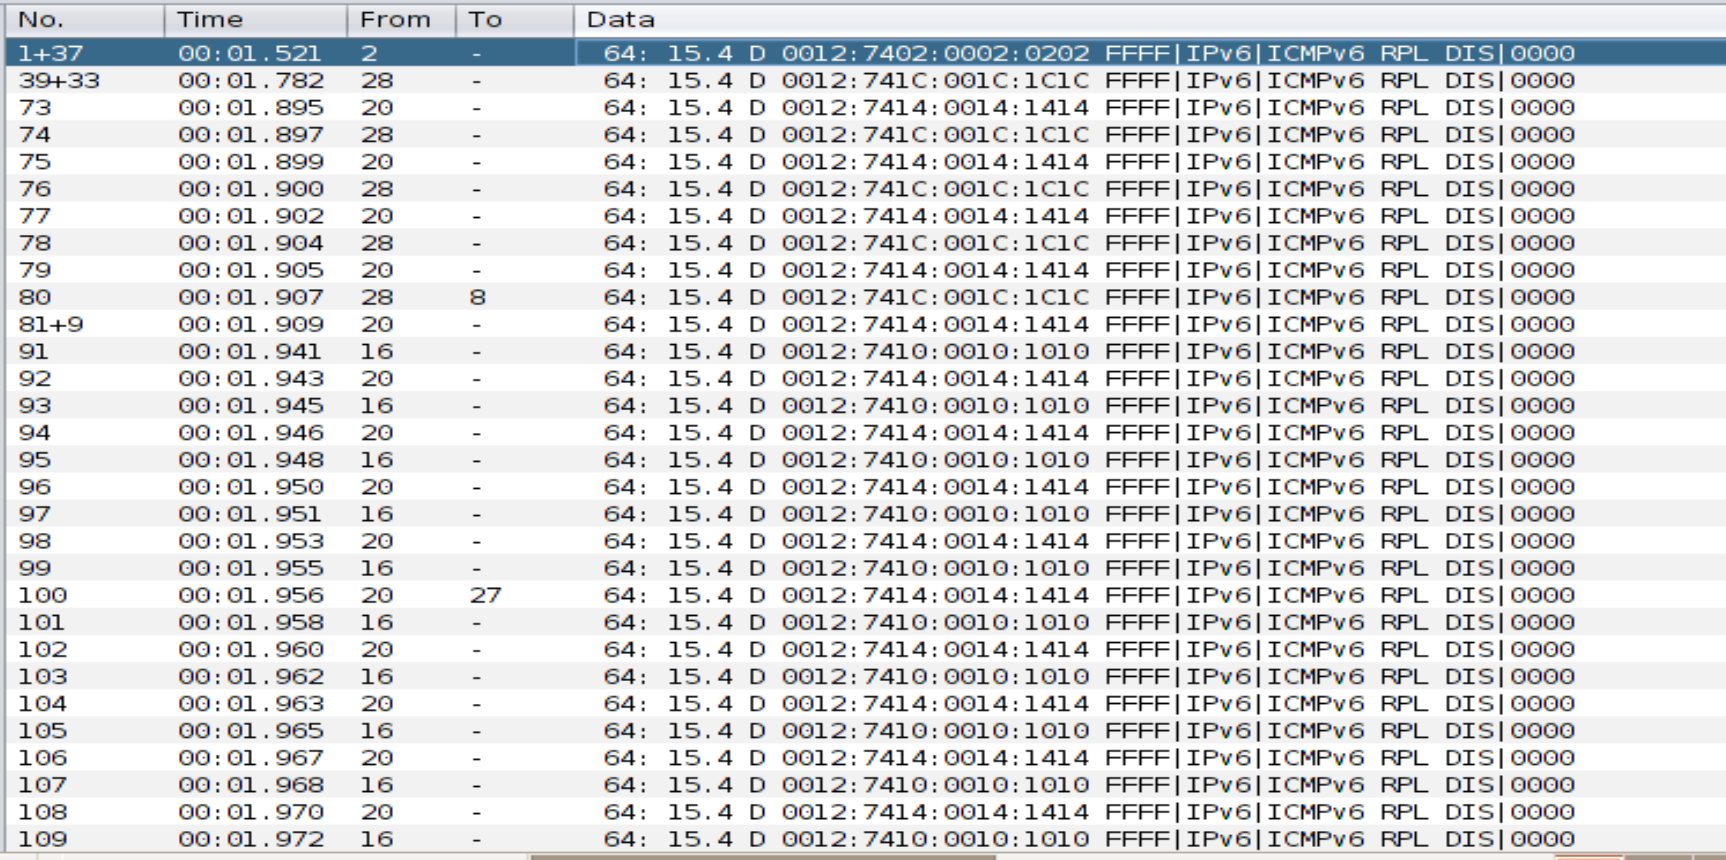 No. Time From To Data
1+37 00:01.521 2 - 64: 15.4 D 0012:7402:0002:0202 FFFF|IPv6|ICMPv6 RPL DIS|0000
39+33 00:01.782 28 - 64: 15.4 D 0012:741C:001C:1C1C FFFF|IPv6|ICMPv6 RPL DIS|0000
73 00:01.895 20 - 64: 15.4 D 0012:7414:0014:1414 FFFF|IPv6|ICMPv6 RPL DIS|0000
74 00:01.897 28 - 64: 15.4 D 0012:741C:001C:1C1C FFFF|IPv6|ICMPv6 RPL DIS|0000
75 00:01.899 20 - 64: 15.4 D 0012:7414:0014:1414 FFFF|IPv6|ICMPv6 RPL DIS|0000
76 00:01.900 28 - 64: 15.4 D 0012:741C:001C:1C1C FFFF|IPv6|ICMPv6 RPL DIS|0000
77 00:01.902 20 - 64: 15.4 D 0012:7414:0014:1414 FFFF|IPv6|ICMPv6 RPL DIS|0000
78 00:01.904 28 - 64: 15.4 D 0012:741C:001C:1C1C FFFF|IPv6|ICMPv6 RPL DIS|0000
79 00:01.905 20 - 64: 15.4 D 0012:7414:0014:1414 FFFF|IPv6|ICMPv6 RPL DIS|0000
80 00:01.907 28 8 64: 15.4 D 0012:741C:001C:1C1C FFFF|IPv6|ICMPv6 RPL DIS|0000
81+9 00:01.909 20 - 64: 15.4 D 0012:7414:0014:1414 FFFF|IPv6|ICMPv6 RPL DIS|0000
91 00:01.941 16 - 64: 15.4 D 0012:7410:0010:1010 FFFF|IPv6|ICMPv6 RPL DIS|0000
92 00:01.943 20 - 64: 15.4 D 0012:7414:0014:1414 FFFF|IPv6|ICMPv6 RPL DIS|0000
93 00:01.945 16 - 64: 15.4 D 0012:7410:0010:1010 FFFF|IPv6|ICMPv6 RPL DIS|0000
94 00:01.946 20 - 64: 15.4 D 0012:7414:0014:1414 FFFF|IPv6|ICMPv6 RPL DIS|0000
95 00:01.948 16 - 64: 15.4 D 0012:7410:0010:1010 FFFF|IPv6|ICMPv6 RPL DIS|0000
96 00:01.950 20 - 64: 15.4 D 0012:7414:0014:1414 FFFF|IPv6|ICMPv6 RPL DIS|0000
97 00:01.951 16 - 64: 15.4 D 0012:7410:0010:1010 FFFF|IPv6|ICMPv6 RPL DIS|0000
98 00:01.953 20 - 64: 15.4 D 0012:7414:0014:1414 FFFF|IPv6|ICMPv6 RPL DIS|0000
99 00:01.955 16 - 64: 15.4 D 0012:7410:0010:1010 FFFF|IPv6|ICMPv6 RPL DIS|0000
100 00:01.956 20 27 64: 15.4 D 0012:7414:0014:1414 FFFF|IPv6|ICMPv6 RPL DIS|0000
101 00:01.958 16 - 64: 15.4 D 0012:7410:0010:1010 FFFF|IPv6|ICMPv6 RPL DIS|0000
102 00:01.960 20 - 64: 15.4 D 0012:7414:0014:1414 FFFF|IPv6|ICMPv6 RPL DIS|0000
103 00:01.962 16 - 64: 15.4 D 0012:7410:0010:1010 FFFF|IPv6|ICMPv6 RPL DIS|0000
104 00:01.963 20 - 64: 15.4 D 0012:7414:0014:1414 FFFF|IPv6|ICMPv6 RPL DIS|0000
105 00:01.965 16 - 64: 15.4 D 0012:7410:0010:1010 FFFF|IPv6|ICMPv6 RPL DIS|0000
106 00:01.967 20 - 64: 15.4 D 0012:7414:0014:1414 FFFF|IPv6|ICMPv6 RPL DIS|0000
107 00:01.968 16 - 64: 15.4 D 0012:7410:0010:1010 FFFF|IPv6|ICMPv6 RPL DIS|0000
108 00:01.970 20 - 64: 15.4 D 0012:7414:0014:1414 FFFF|IPv6|ICMPv6 RPL DIS|0000
109 00:01.972 16 - 64: 15.4 D 0012:7410:0010:1010 FFFF|IPv6|ICMPv6 RPL DIS|0000